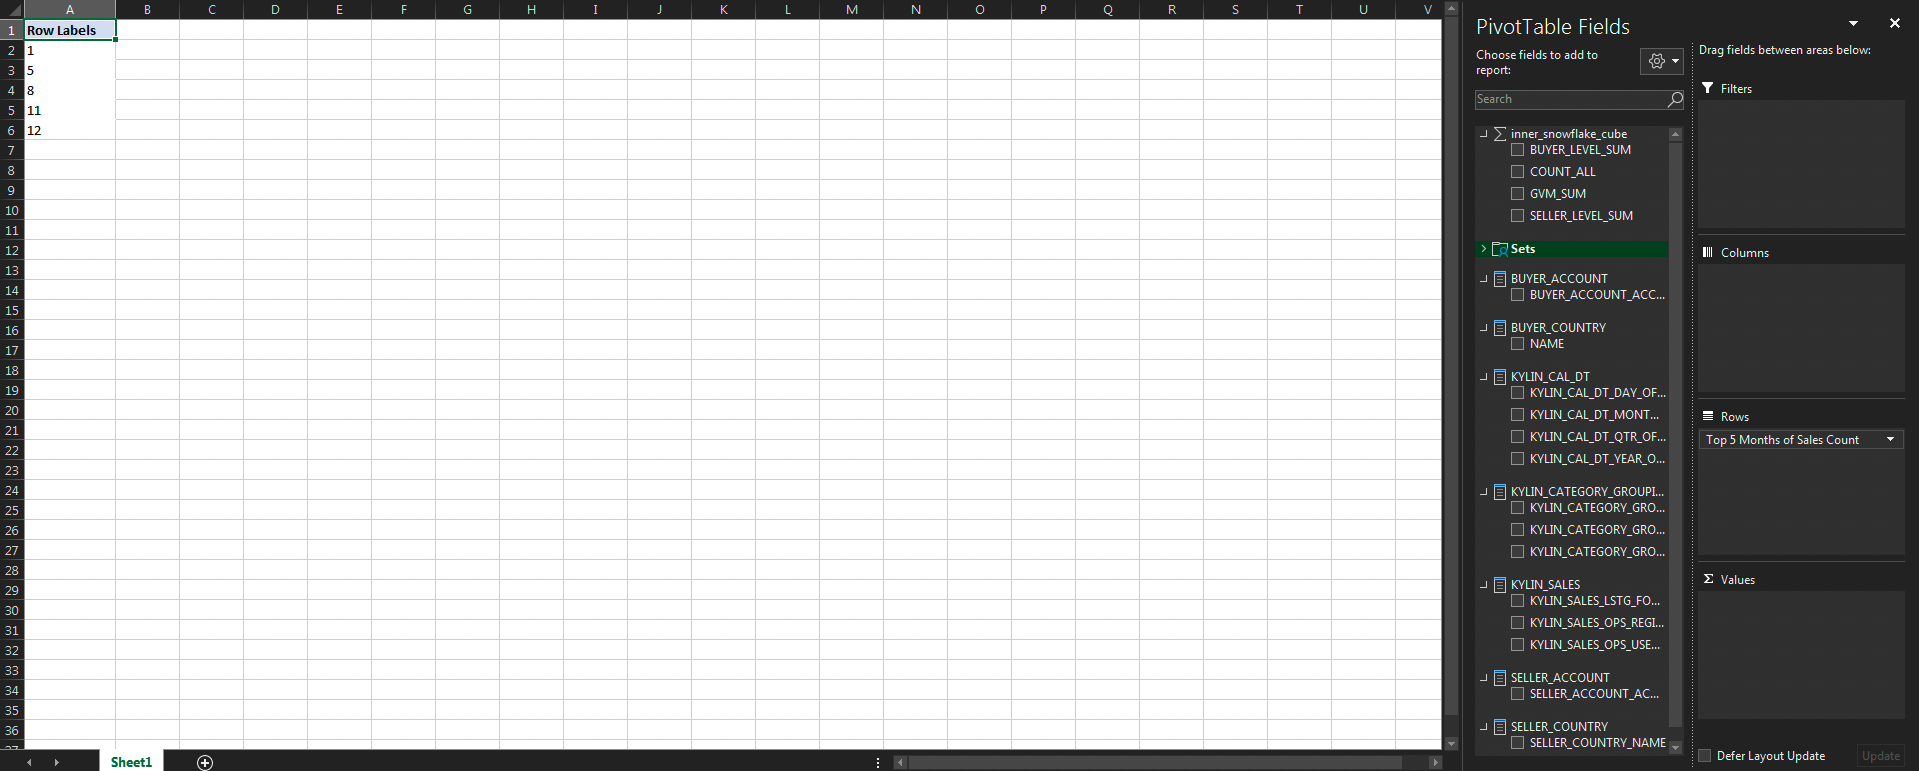 A B C D E F G H I J K L M N O P Q R S T U V
1 Row Labels
2 1
3 5
4 8
5 11
6 12
7
8
9
10
11
12
13
14
15
16
17
18
19
20
21
22
23
24
25
26
27
28
29
30
31
32
33
34
35
36
Sheet1
PivotTable Fields
Choose fields to add to
report:
Search
inner_snowflake_cube
BUYER_LEVEL_SUM
COUNT_ALL
GVM_SUM
SELLER_LEVEL_SUM
Sets
BUYER_ACCOUNT
BUYER_ACCOUNT_ACC...
BUYER_COUNTRY
NAME
KYLIN_CAL_DT
KYLIN_CAL_DT_DAY_OF...
KYLIN_CAL_DT_MONT...
KYLIN_CAL_DT_QTR_OF...
KYLIN_CAL_DT_YEAR_O...
KYLIN_CATEGORY_GROUPI...
KYLIN_CATEGORY_GRO...
KYLIN_CATEGORY_GRO...
KYLIN_CATEGORY_GRO...
KYLIN_SALES
KYLIN_SALES_LSTG_FO...
KYLIN_SALES_OPS_REGI...
KYLIN_SALES_OPS_USE...
SELLER_ACCOUNT
SELLER_ACCOUNT_AC...
SELLER_COUNTRY
SELLER_COUNTRY_NAME
Drag fields between areas below:
Filters
Columns
Rows
Top 5 Months of Sales Count
Σ Values
Defer Layout Update
Update